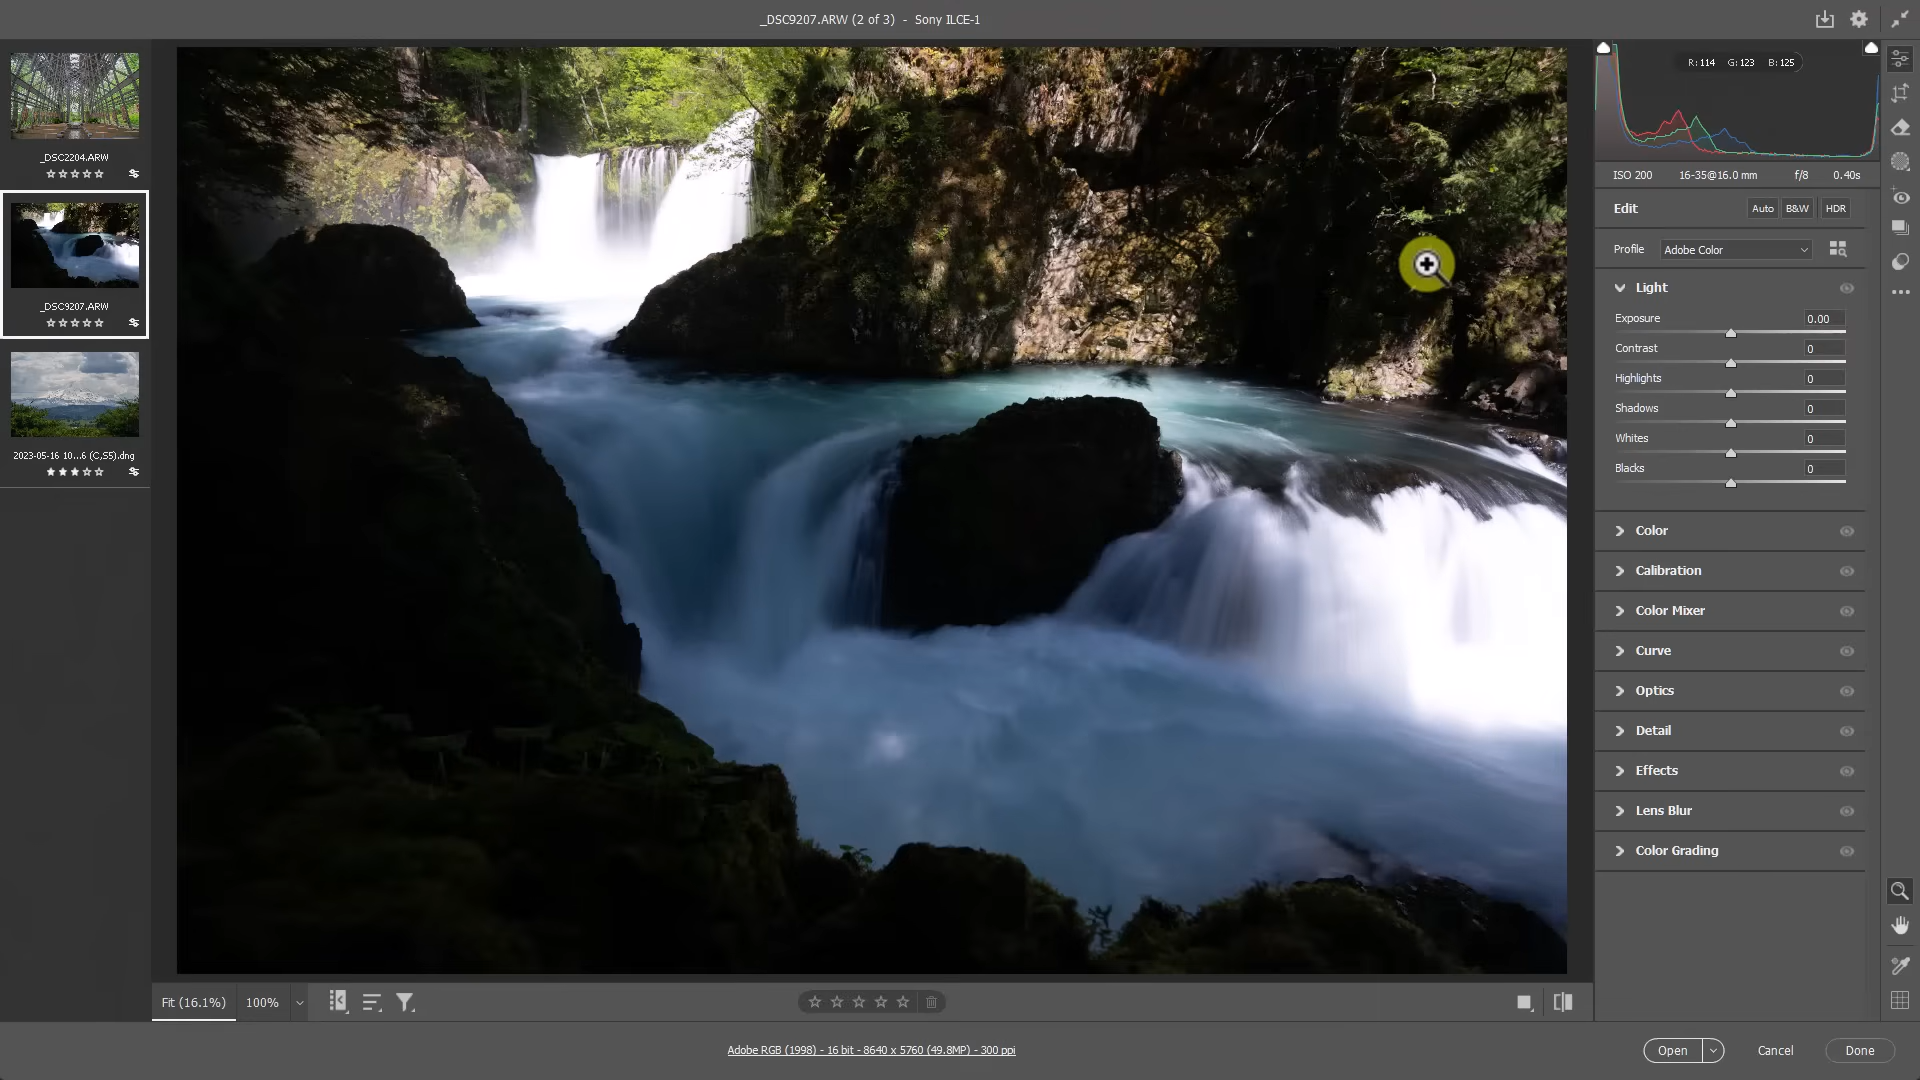 _DSC9207.ARW (2 of 3) - Sony ILCE-1
_DSC2204.ARW
_DSC9207.ARW
2023-05-16 10...6 (C,S5).dng
R: 114 G: 123 B: 125
ISO 200 16-35@16.0 mm f/8 0.40s
Edit Auto B&W HDR
Profile Adobe Color
Light
Exposure 0.00
Contrast 0
Highlights 0
Shadows 0
Whites 0
Blacks 0
Color
Calibration
Color Mixer
Curve
Optics
Detail
Effects
Lens Blur
Color Grading
Fit (16.1%) 100%
Adobe RGB (1998) - 16 bit - 8640 x 5760 (49.8MP) - 300 ppi
Open Cancel Done